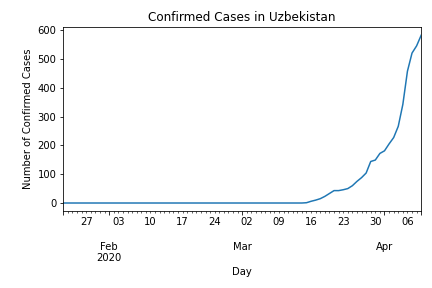 Confirmed Cases in Uzbekistan
Number of Confirmed Cases
600
500
400
300
200
100
0
27 03 10 17 24 02 09 16 23 30 06
Feb Mar Apr
2020
Day